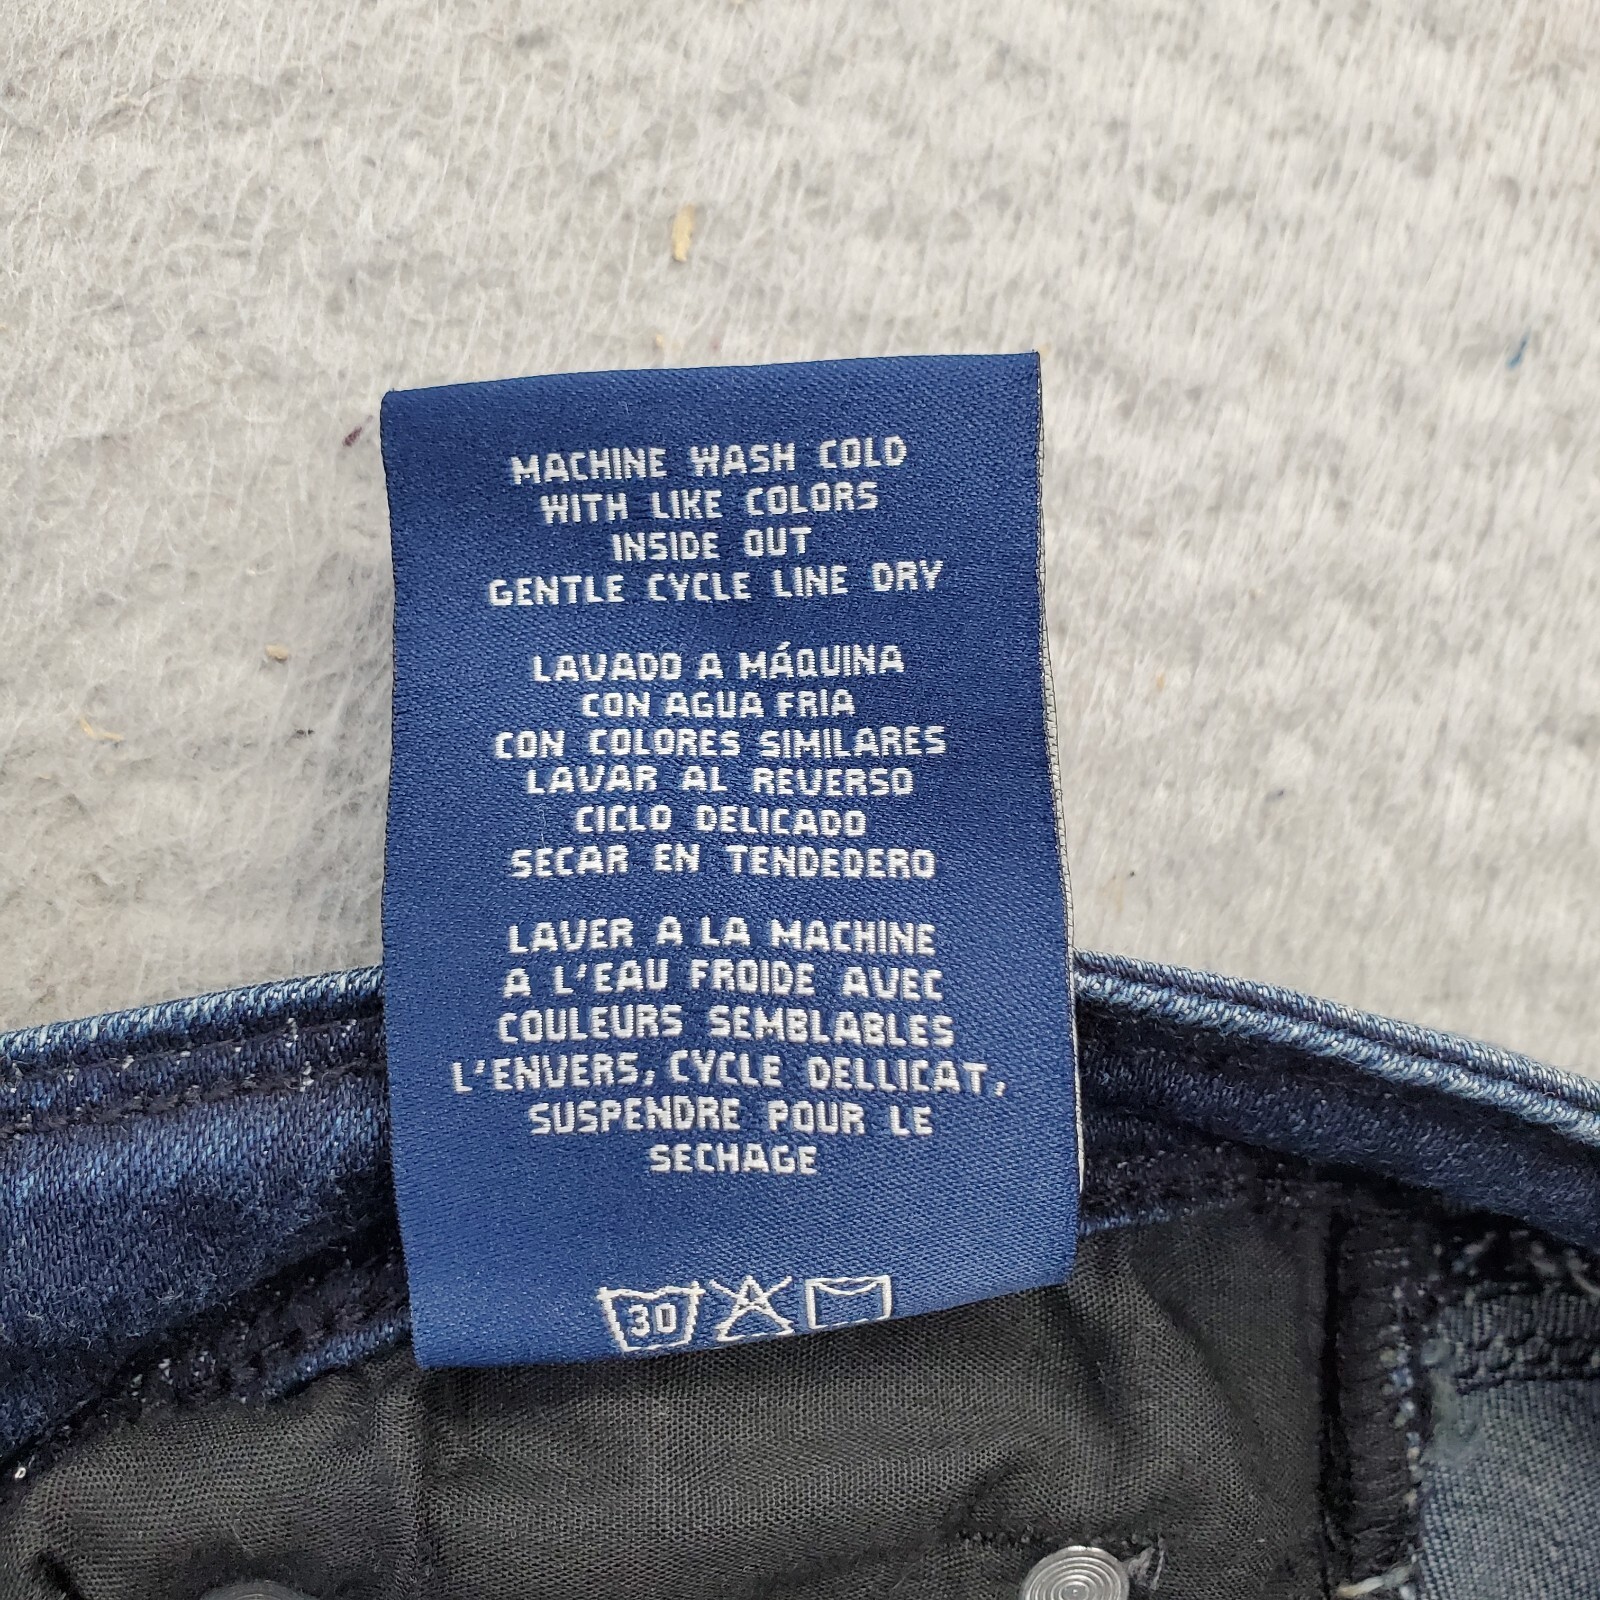 MACHINE WASH COLD
WITH LIKE COLORS
INSIDE OUT
GENTLE CYCLE LINE DRY
LAVADO A MÁQUINA
CON AGUA FRIA
CON COLORES SIMILARES
LAVAR AL REVERSO
CICLO DELICADO
SECAR EN TENDEDERO
LAVER A LA MACHINE
A L'EAU FROIDE AVEC
COULEURS SEMBLABLES
L'ENVERS, CYCLE DELLICAT,
SUSPENDRE POUR LE
SECHAGE
30